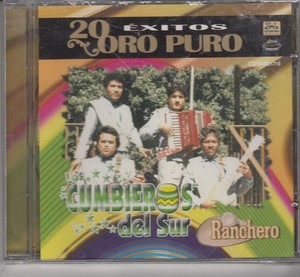 20 ÉXITOS
ORO PURO
Los
CUMBIEROS
del Sur
Ranchero